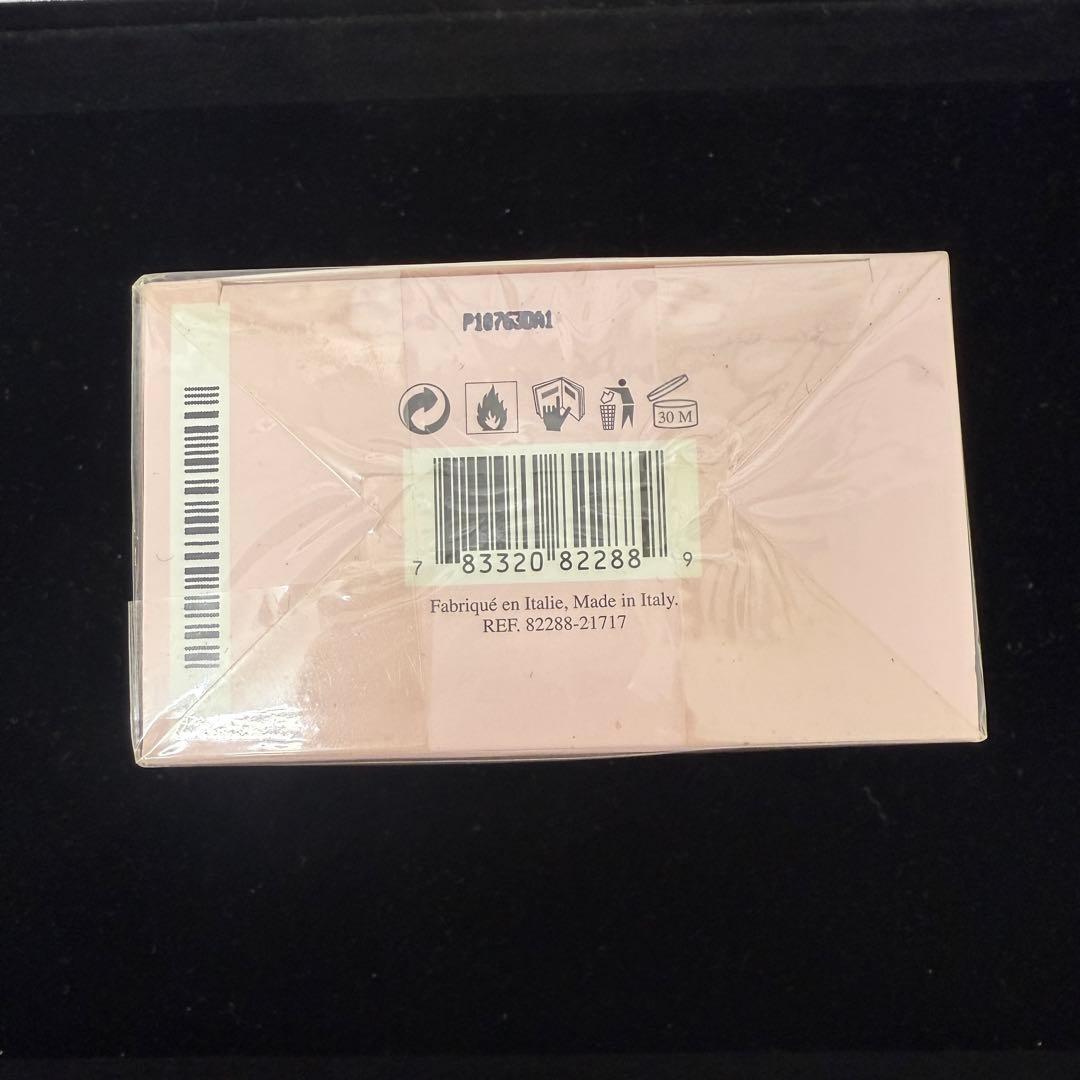 P10763DA1
30 M
7 83320 82288 9
Fabriqué en Italie, Made in Italy.
REF. 82288-21717